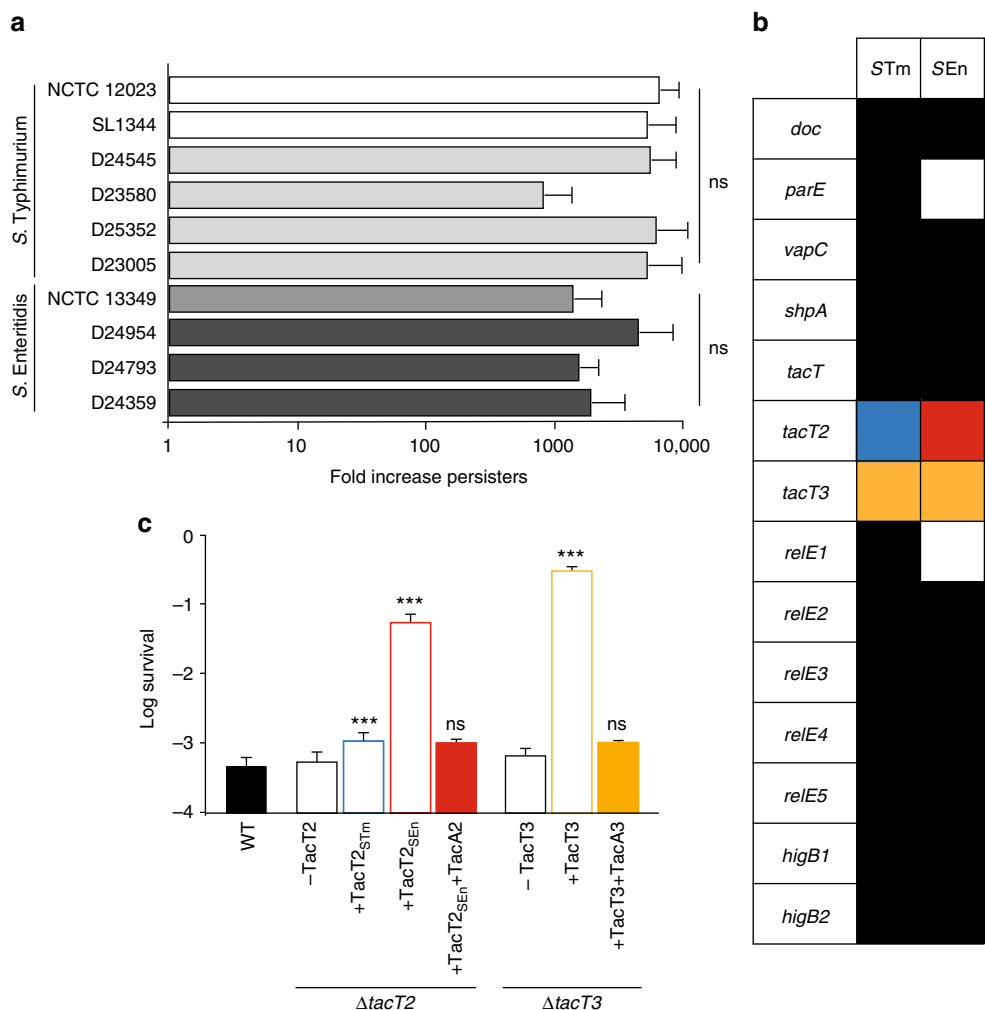 a
S. Typhimurium
NCTC 12023
SL1344
D24545
D23580
D25352
D23005
ns
S. Enteritidis
NCTC 13349
D24954
D24793
D24359
ns
1 10 100 1000 10,000
Fold increase persisters
b
STm SEn
doc
parE
vapC
shpA
tacT
tacT2
tacT3
relE1
relE2
relE3
relE4
relE5
higB1
higB2
c
Log survival
0
–1
–2
–3
–4
***
***
ns
***
ns
WT
–TacT2
+TacT2STm
+TacT2SEn
+TacT2SEn+TacA2
– TacT3
+TacT3
+TacT3+TacA3
ΔtacT2
ΔtacT3